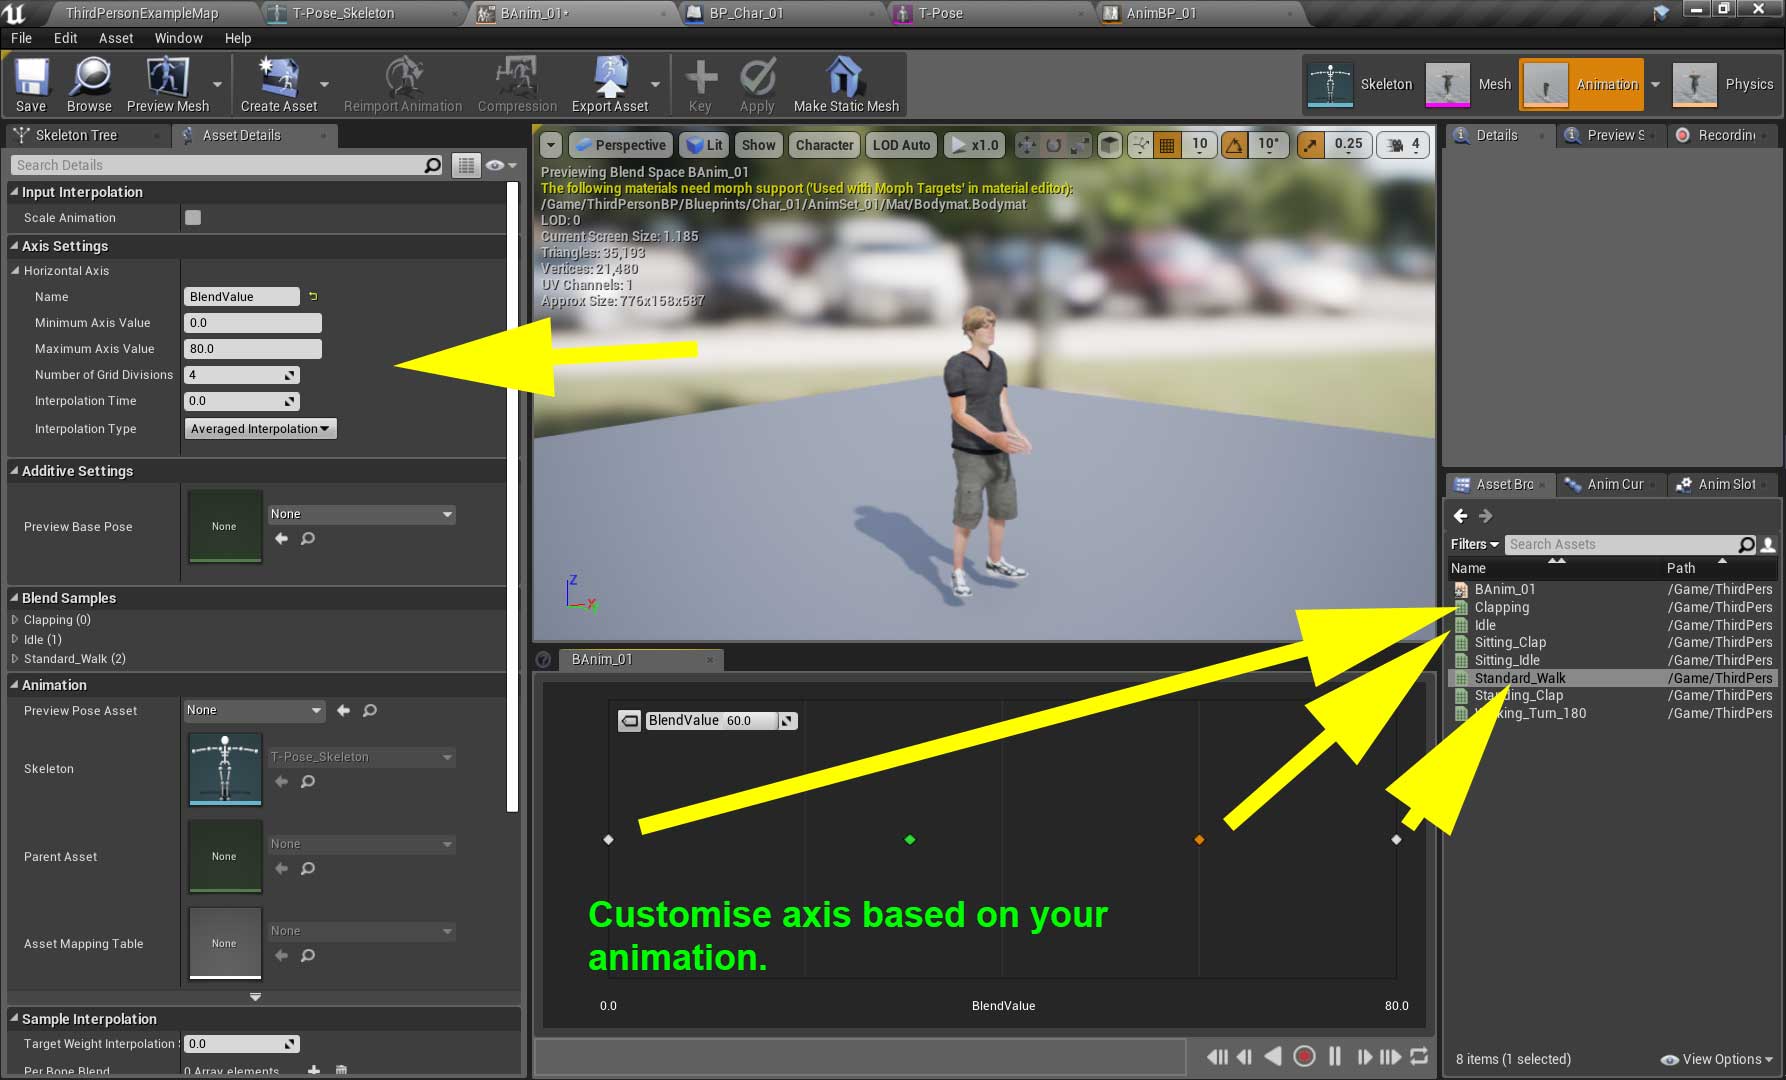 ThirdPersonExampleMap
T-Pose_Skeleton
BAnim_01*
BP_Char_01
T-Pose
AnimBP_01
File Edit Asset Window Help
Save Browse Preview Mesh Create Asset Reimport Animation Compression Export Asset Key Apply Make Static Mesh
Skeleton Mesh Animation Physics
Skeleton Tree Asset Details
Search Details
Input Interpolation
Scale Animation
Axis Settings
Horizontal Axis
Name BlendValue
Minimum Axis Value 0.0
Maximum Axis Value 80.0
Number of Grid Divisions 4
Interpolation Time 0.0
Interpolation Type Averaged Interpolation
Additive Settings
Preview Base Pose None None
Blend Samples
Clapping (0)
Idle (1)
Standard_Walk (2)
Animation
Preview Pose Asset None
Skeleton T-Pose_Skeleton
Parent Asset None None
Asset Mapping Table None None
Sample Interpolation
Target Weight Interpolation 0.0
Per Bone Blend 0 Array elements
Perspective Lit Show Character LOD Auto x1.0 10 10° 0.25 4
Previewing Blend Space BAnim_01
The following materials need morph support ('Used with Morph Targets' in material editor):
/Game/ThirdPersonBP/Blueprints/Char_01/AnimSet_01/Mat/Bodymat.Bodymat
LOD: 0
Current Screen Size: 1.185
Triangles: 35,193
Vertices: 21,480
UV Channels: 1
Approx Size: 776x158x587
Z
X
BAnim_01
BlendValue 60.0
Customise axis based on your
animation.
0.0 BlendValue 80.0
Details Preview S Recordin
Asset Bro Anim Cur Anim Slot
Filters Search Assets
Name Path
BAnim_01 /Game/ThirdPers
Clapping /Game/ThirdPers
Idle /Game/ThirdPers
Sitting_Clap /Game/ThirdPers
Sitting_Idle /Game/ThirdPers
Standard_Walk /Game/ThirdPers
Standing_Clap /Game/ThirdPers
king_Turn_180 /Game/ThirdPers
8 items (1 selected) View Options